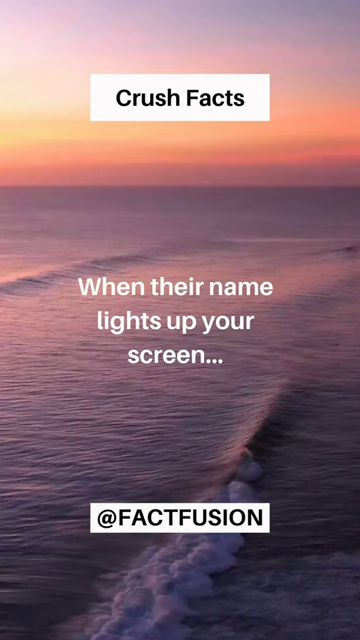 Crush Facts
When their name
lights up your
screen...
@FACTFUSION